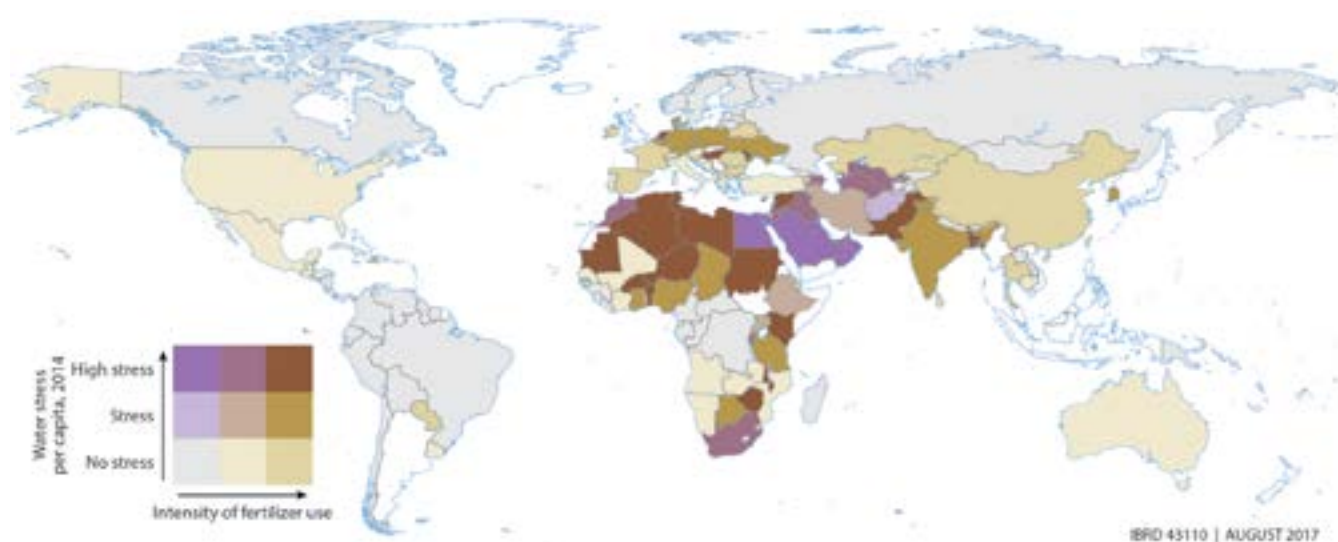 Water stress
per capita, 2014
High stress
Stress
No stress
Intensity of fertilizer use
IBRD 43110 | AUGUST 2017